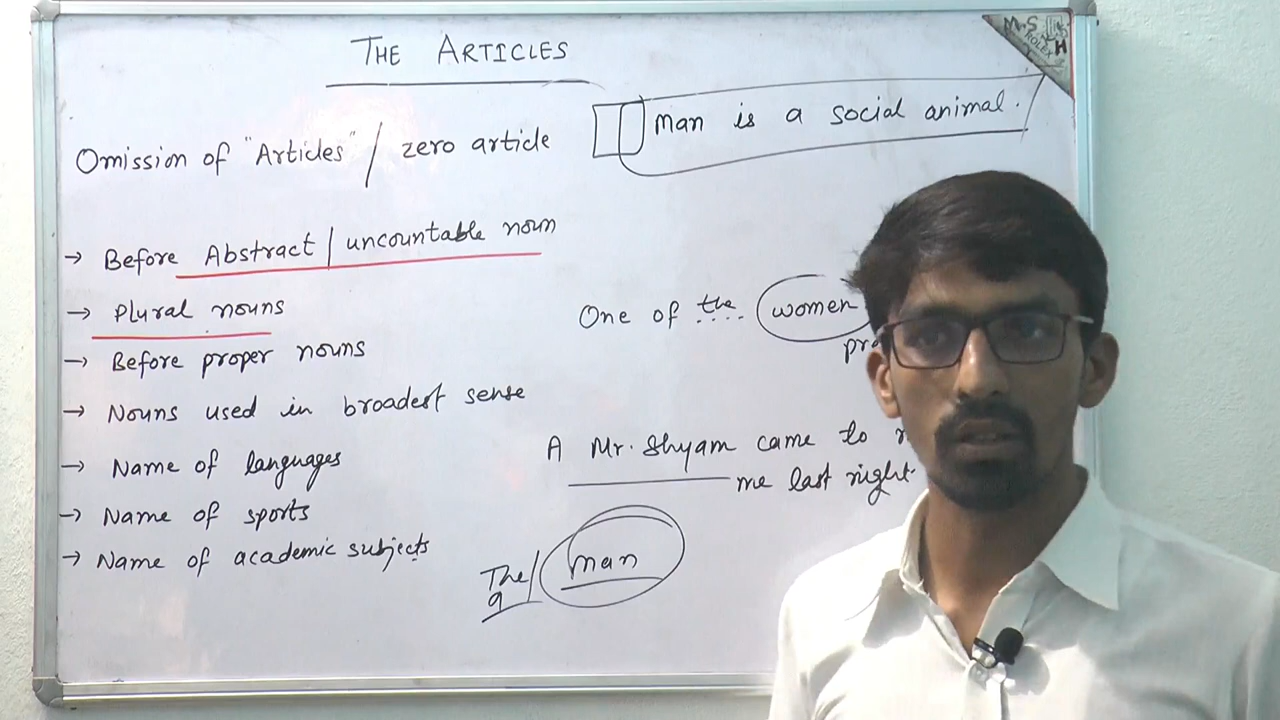 THE ARTICLES
Man is a social animal.
Omission of "Articles" / zero article
→ Before Abstract / uncountable noun
→ Plural nouns
→ Before proper nouns
→ Nouns used in broadest sense
→ Name of languages
→ Name of sports
→ Name of academic subjects
One of the women
A Mr. Shyam came to
me last night.
The/ man
a
ROLEX